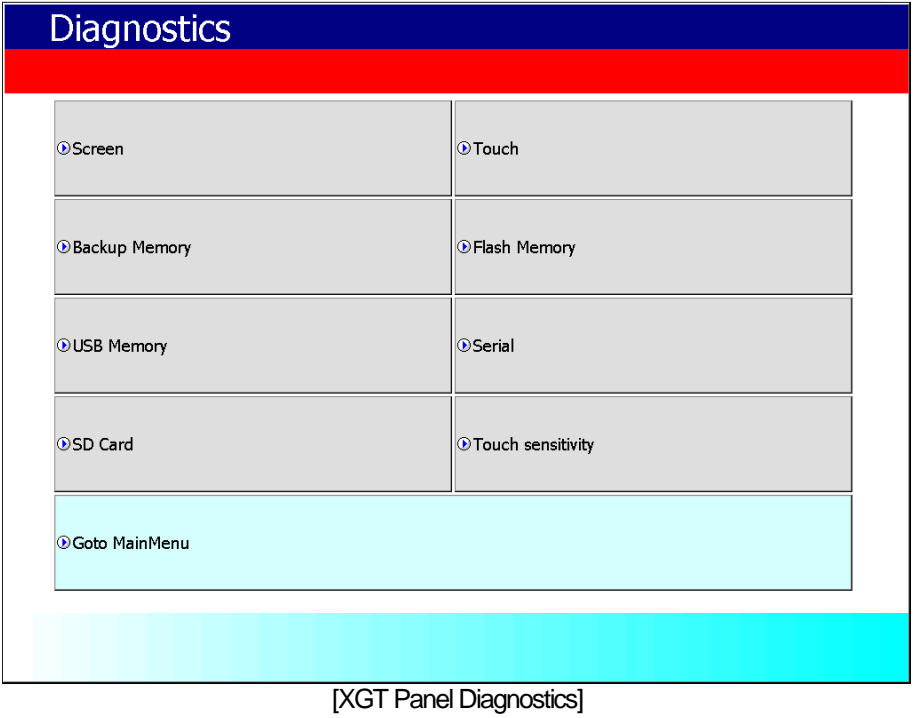 Diagnostics
Screen
Touch
Backup Memory
Flash Memory
USB Memory
Serial
SD Card
Touch sensitivity
Goto MainMenu
[XGT Panel Diagnostics]